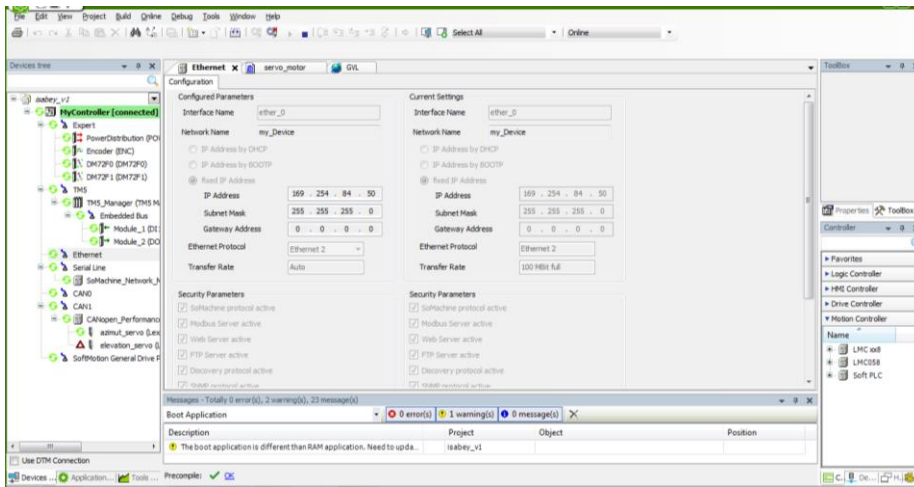 File Edit View Project Build Online Debug Tools Window Help
Select All
Online
Devices tree
Ethernet
servo_motor
GVL
ToolBox
Configuration
isabey_v1
MyController [connected]
Expert
PowerDistribution (PO
Encoder (ENC)
DM72F0 (DM72F0)
DM72F1 (DM72F1)
TM5
TM5_Manager (TM5 M
Embedded Bus
Module_1 (DI
Module_2 (DO
Ethernet
Serial Line
SoMachine_Network_
CAN0
CAN1
CANopen_Performanc
azimut_servo (Lex
elevation_servo (L
SoftMotion General Drive P
Use DTM Connection
Devices ...
Application...
Tools ...
Configured Parameters
Interface Name ether_0
Network Name my_Device
IP Address by DHCP
IP Address by BOOTP
fixed IP Address
IP Address 169 . 254 . 84 . 50
Subnet Mask 255 . 255 . 255 . 0
Gateway Address 0 . 0 . 0 . 0
Ethernet Protocol Ethernet 2
Transfer Rate Auto
Security Parameters
SoMachine protocol active
Modbus Server active
Web Server active
FTP Server active
Discovery protocol active
SNMP protocol active
Current Settings
Interface Name ether_0
Network Name my_Device
IP Address by DHCP
IP Address by BOOTP
fixed IP Address
IP Address 169 . 254 . 84 . 50
Subnet Mask 255 . 255 . 255 . 0
Gateway Address 0 . 0 . 0 . 0
Ethernet Protocol Ethernet 2
Transfer Rate 100 MBit full
Security Parameters
SoMachine protocol active
Modbus Server active
Web Server active
FTP Server active
Discovery protocol active
SNMP protocol active
Properties
ToolBox
Controller
Favorites
Logic Controller
HMI Controller
Drive Controller
Motion Controller
Name
LMC xx8
LMC058
Soft PLC
C.
De...
H.
Messages - Totally 0 error(s), 2 warning(s), 23 message(s)
Boot Application
0 error(s)
1 warning(s)
0 message(s)
Description Project Object Position
The boot application is different than RAM application. Need to upda... isabey_v1
Precompile: OK